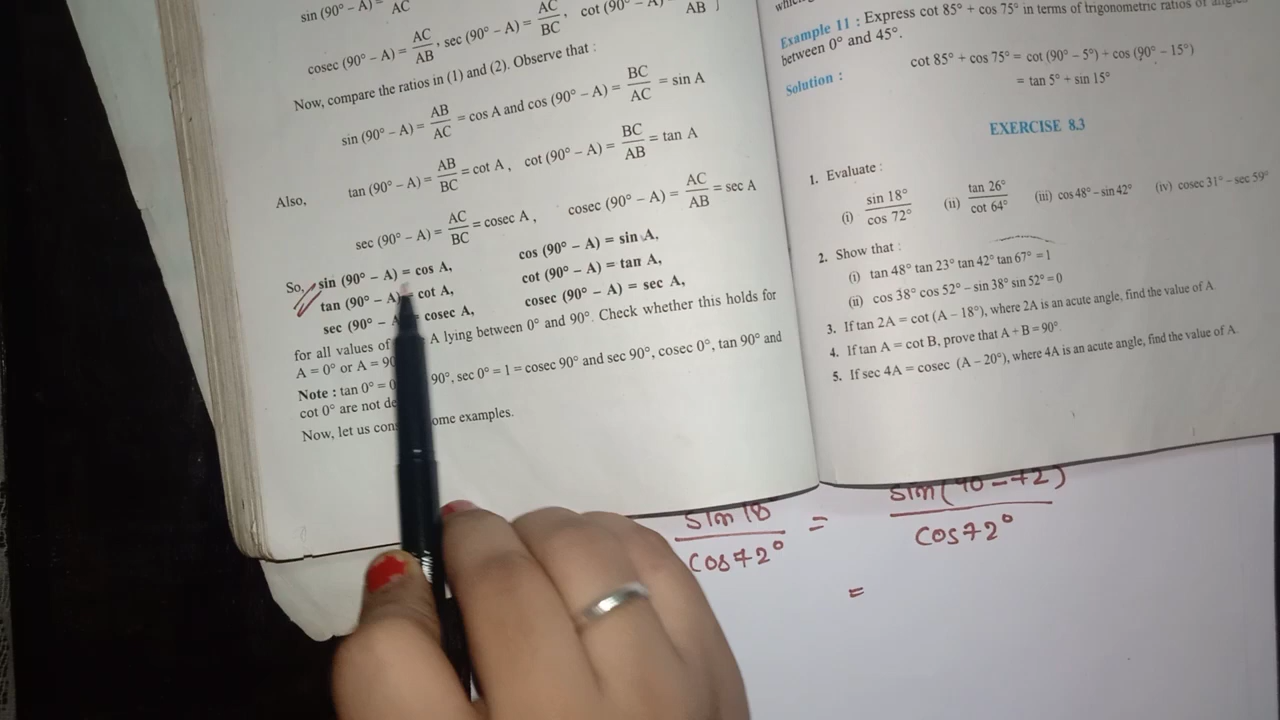 sin (90° – A) = AC
cosec (90° – A) = AC/AB, sec (90° – A) = AC/BC, cot (90° – A) = AB ]
Now, compare the ratios in (1) and (2). Observe that :
sin (90° – A) = AB/AC = cos A and cos (90° – A) = BC/AC = sin A
Also, tan (90° – A) = AB/BC = cot A , cot (90° – A) = BC/AB = tan A
sec (90° – A) = AC/BC = cosec A , cosec (90° – A) = AC/AB = sec A
So, sin (90° – A) = cos A, cos (90° – A) = sin A,
tan (90° – A) = cot A, cot (90° – A) = tan A,
sec (90° – A = cosec A, cosec (90° – A) = sec A,
for all values of A lying between 0° and 90°. Check whether this holds for
A = 0° or A = 90
Note : tan 0° = 0 90°, sec 0° = 1 = cosec 90° and sec 90°, cosec 0°, tan 90° and
cot 0° are not de
Now, let us cons ome examples.
Example 11 : Express cot 85° + cos 75° in terms of trigonometric ratios of
between 0° and 45°.
Solution : cot 85° + cos 75° = cot (90° – 5°) + cos (90° – 15°)
= tan 5° + sin 15°
EXERCISE 8.3
1. Evaluate :
(i) sin 18°/cos 72° (ii) tan 26°/cot 64° (iii) cos 48° – sin 42° (iv) cosec 31° – sec 59°
2. Show that :
(i) tan 48° tan 23° tan 42° tan 67° = 1
(ii) cos 38° cos 52° – sin 38° sin 52° = 0
3. If tan 2A = cot (A – 18°), where 2A is an acute angle, find the value of A.
4. If tan A = cot B, prove that A + B = 90°.
5. If sec 4A = cosec (A – 20°), where 4A is an acute angle, find the value of A.
sin 18/cos72° = sin(90–72)/cos72°
=